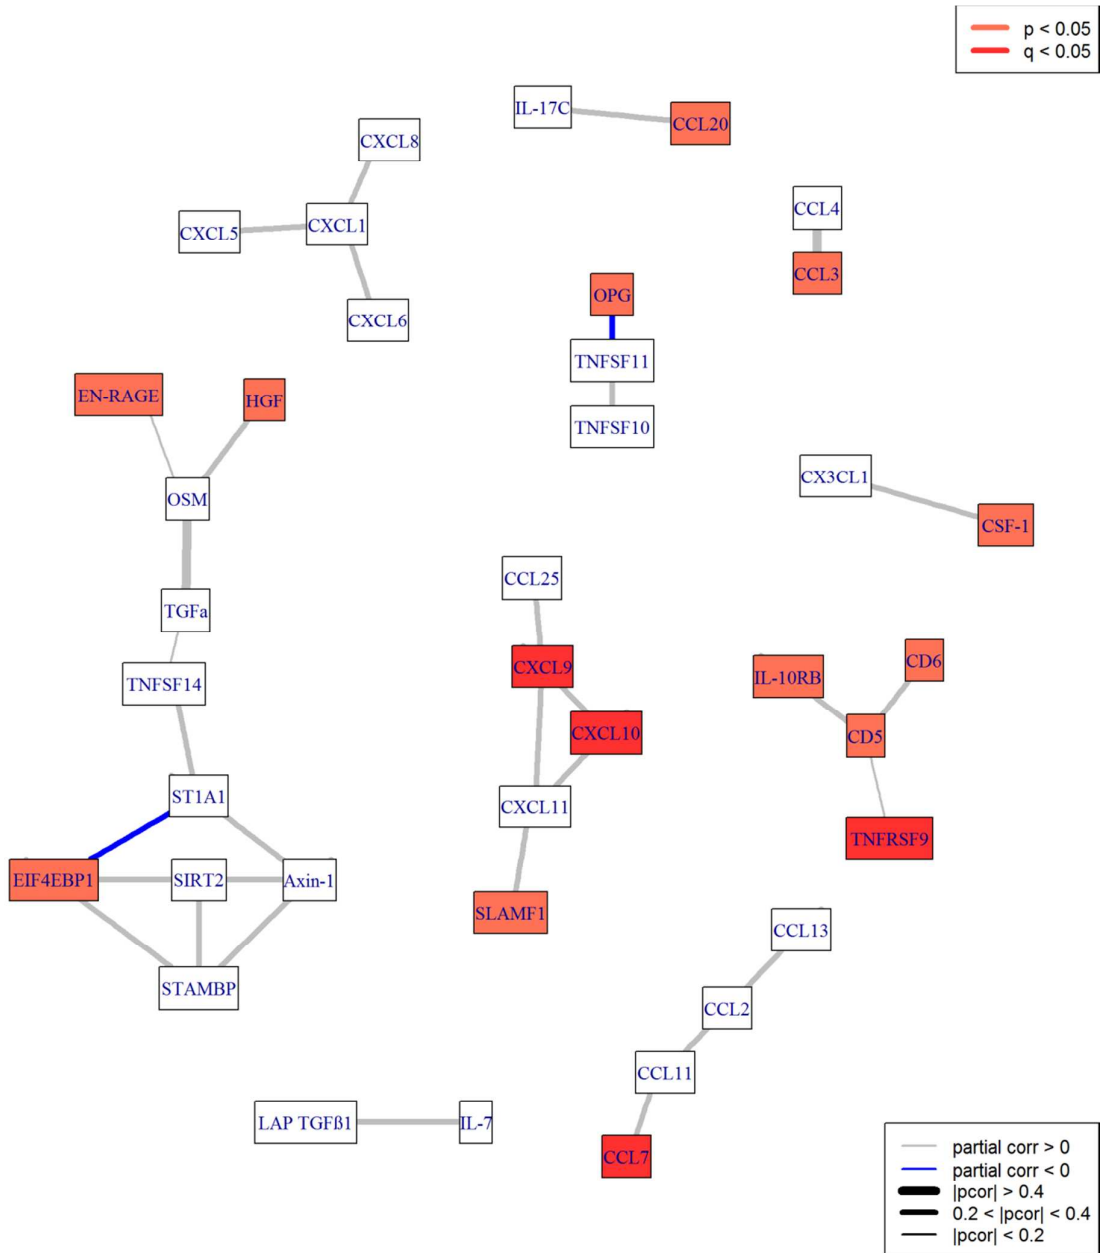 p < 0.05
q < 0.05
IL-17C
CCL20
CXCL8
CCL4
CXCL1
CXCL5
CCL3
OPG
CXCL6
TNFSF11
EN-RAGE
HGF
TNFSF10
CX3CL1
OSM
CSF-1
CCL25
TGFa
CXCL9
CD6
IL-10RB
TNFSF14
CXCL10
CD5
ST1A1
CXCL11
TNFRSF9
EIF4EBP1
SIRT2
Axin-1
SLAMF1
CCL13
STAMBP
CCL2
CCL11
LAP TGFß1
IL-7
CCL7
partial corr > 0
partial corr < 0
|pcor| > 0.4
0.2 < |pcor| < 0.4
|pcor| < 0.2